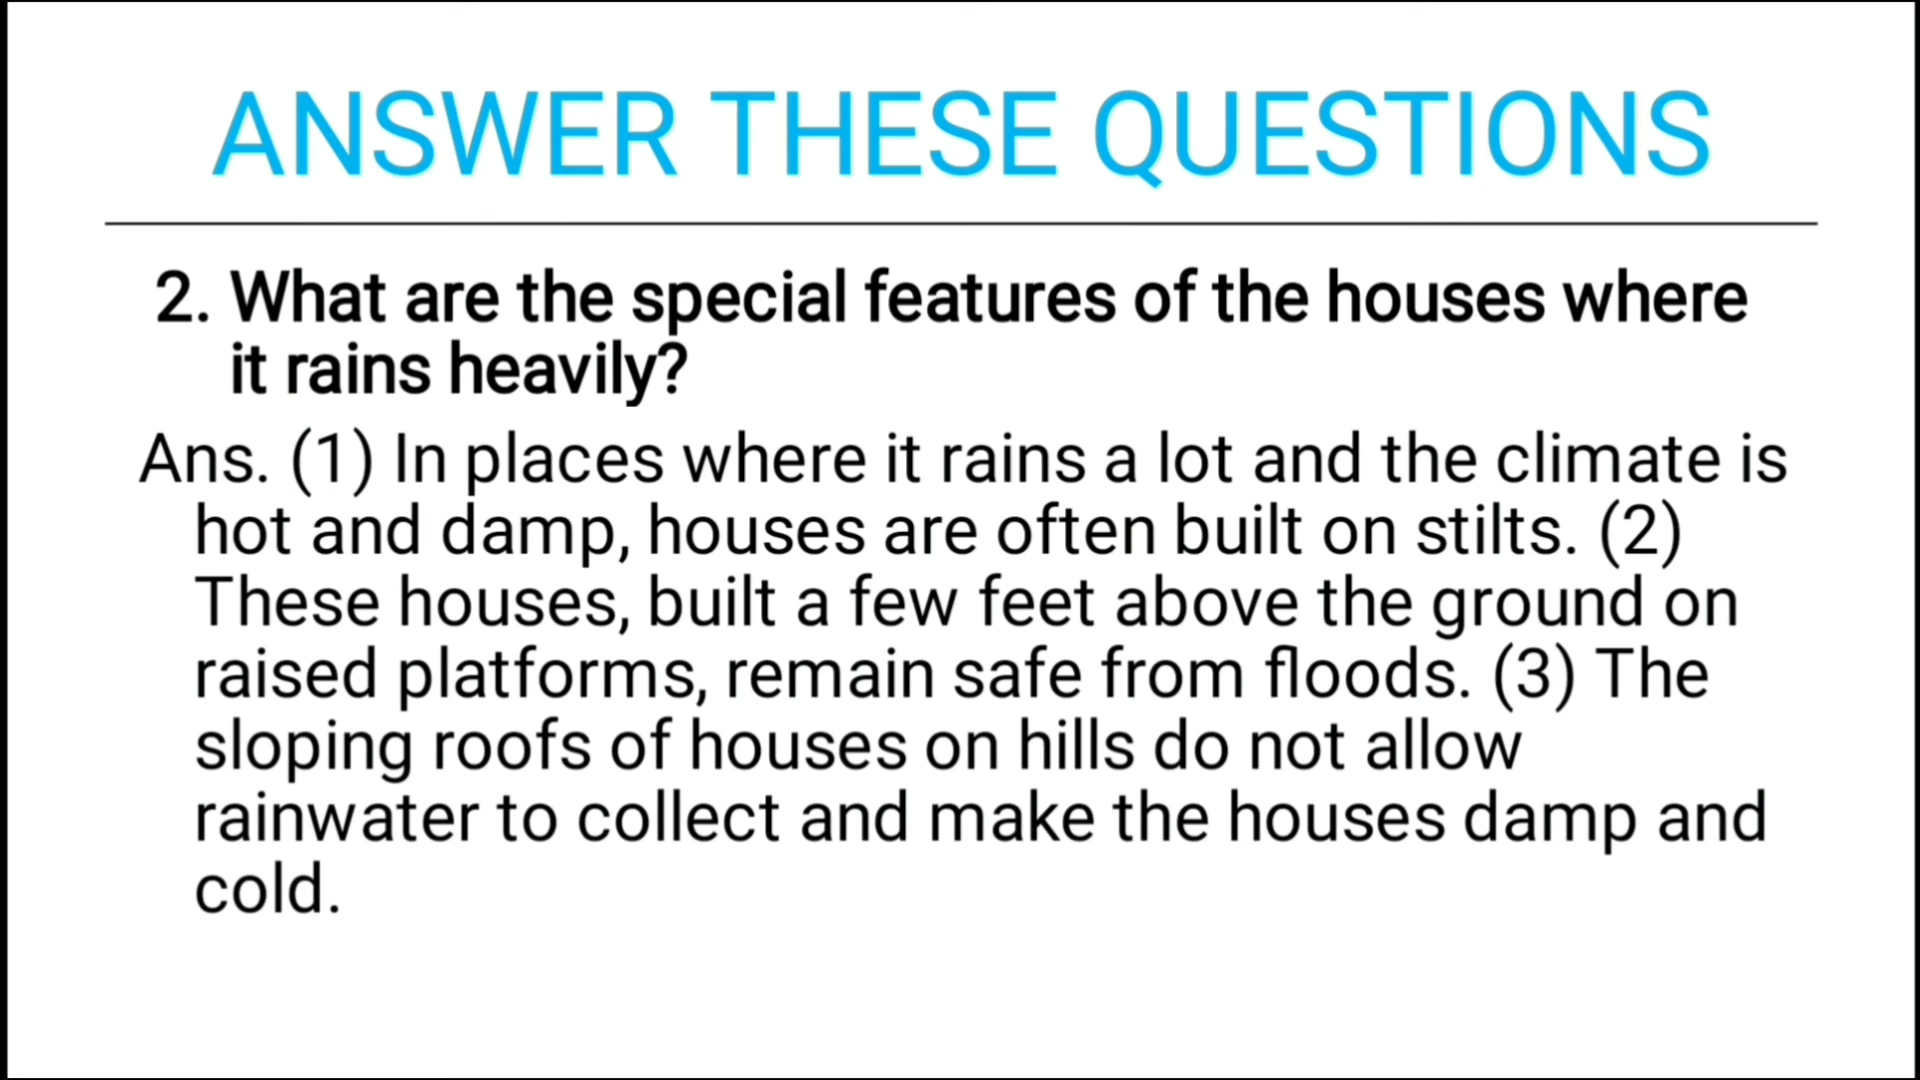 ANSWER THESE QUESTIONS
2. What are the special features of the houses where
it rains heavily?
Ans. (1) In places where it rains a lot and the climate is
hot and damp, houses are often built on stilts. (2)
These houses, built a few feet above the ground on
raised platforms, remain safe from floods. (3) The
sloping roofs of houses on hills do not allow
rainwater to collect and make the houses damp and
cold.